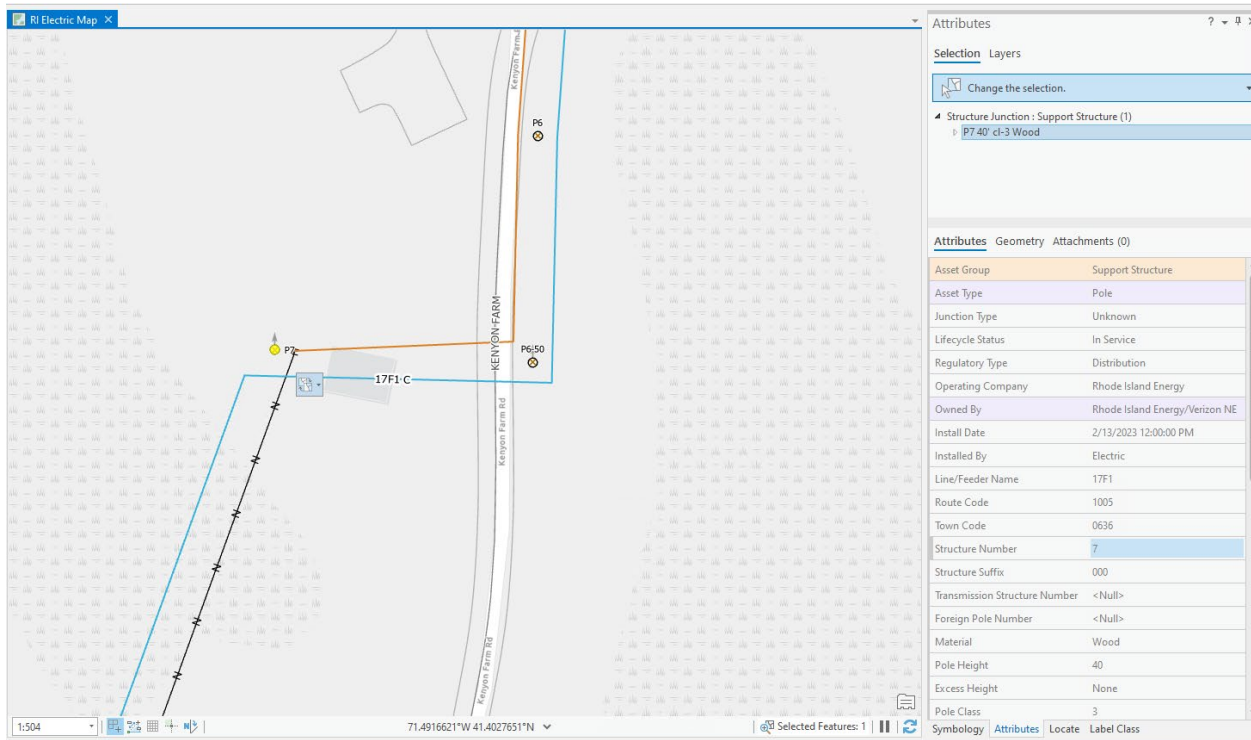 RI Electric Map
Kenyon Farm
P6
KENYON-FARM
P7
P6-50
17F1-C
Kenyon Farm Rd
Kenyon Farm Rd
1:504
71.4916621°W 41.4027651°N
Selected Features: 1
Attributes
Selection Layers
Change the selection.
Structure Junction : Support Structure (1)
P7 40' cl-3 Wood
Attributes Geometry Attachments (0)
Asset Group Support Structure
Asset Type Pole
Junction Type Unknown
Lifecycle Status In Service
Regulatory Type Distribution
Operating Company Rhode Island Energy
Owned By Rhode Island Energy/Verizon NE
Install Date 2/13/2023 12:00:00 PM
Installed By Electric
Line/Feeder Name 17F1
Route Code 1005
Town Code 0636
Structure Number 7
Structure Suffix 000
Transmission Structure Number <Null>
Foreign Pole Number <Null>
Material Wood
Pole Height 40
Excess Height None
Pole Class 3
Symbology Attributes Locate Label Class